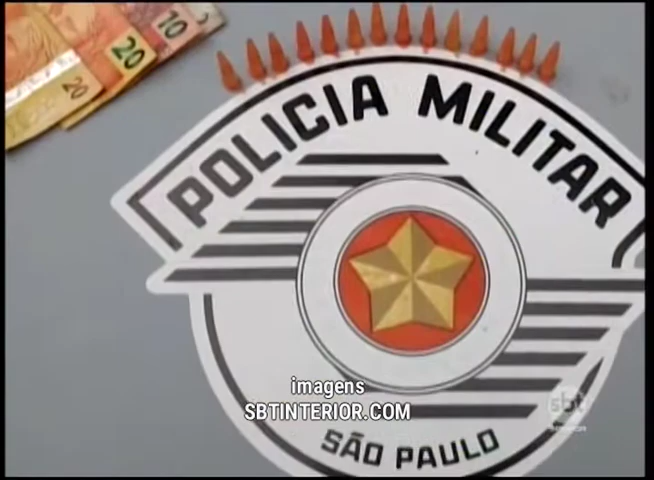 20
20
10
POLICIA MILITAR
imagens
SBTINTERIOR.COM
sbt
SÃO PAULO